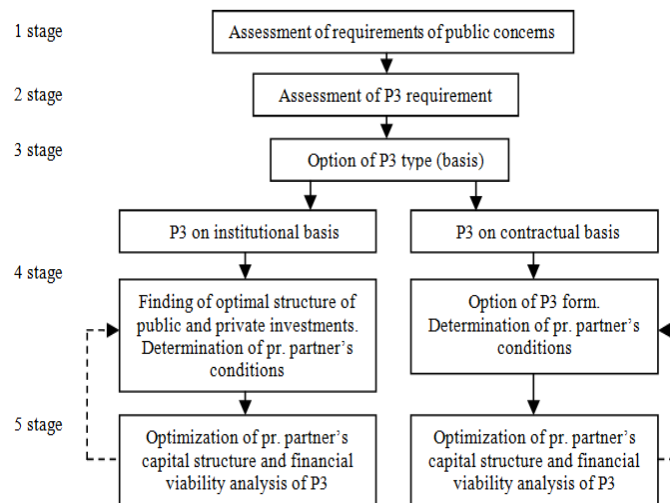 1 stage
Assessment of requirements of public concerns
2 stage
Assessment of P3 requirement
3 stage
Option of P3 type (basis)
P3 on institutional basis
P3 on contractual basis
4 stage
Finding of optimal structure of
public and private investments.
Determination of pr. partner's
conditions
Option of P3 form.
Determination of pr. partner's
conditions
5 stage
Optimization of pr. partner's
capital structure and financial
viability analysis of P3
Optimization of pr. partner's
capital structure and financial
viability analysis of P3